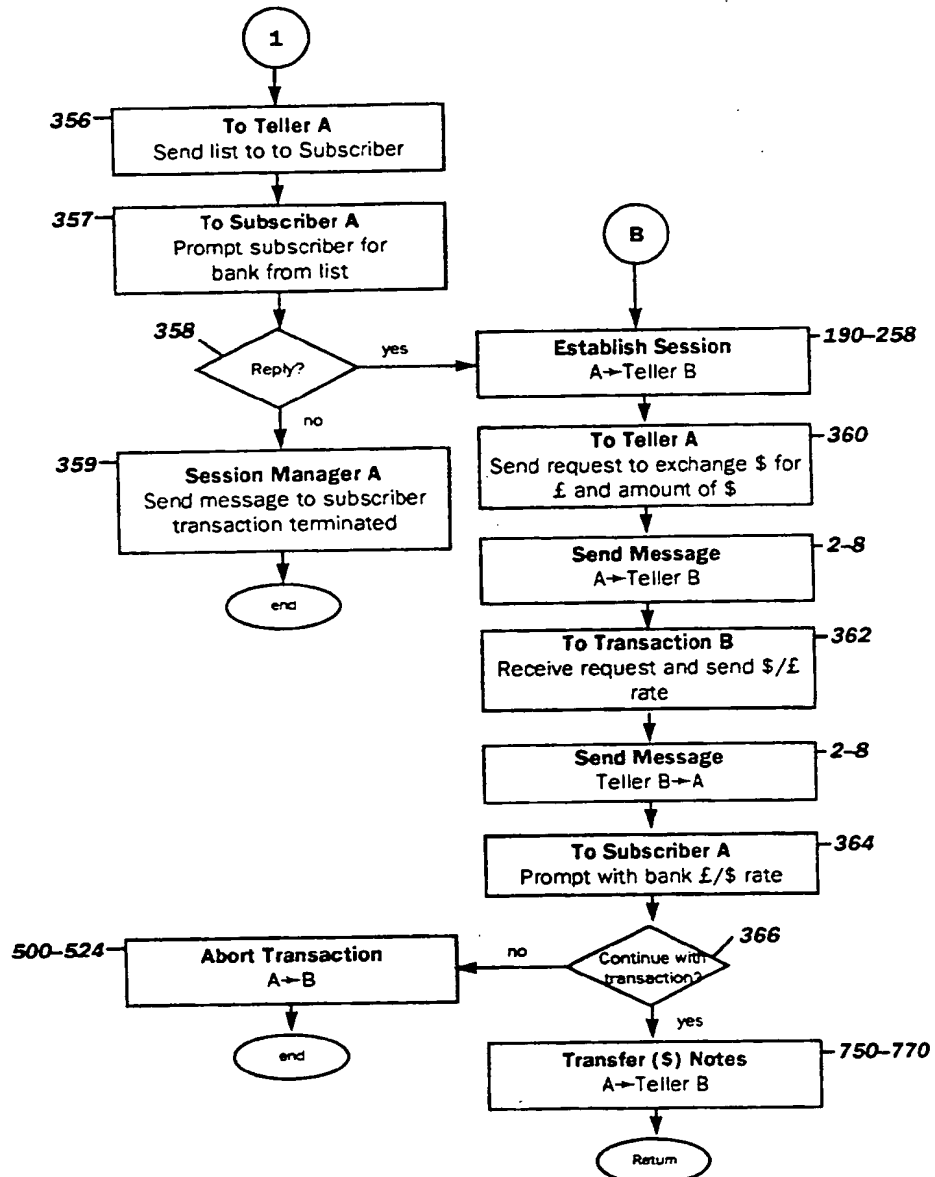 1
356
To Teller A
Send list to to Subscriber
357
To Subscriber A
Prompt subscriber for
bank from list
B
358
Reply?
yes
no
Establish Session
A→Teller B
190–258
359
Session Manager A
Send message to subscriber
transaction terminated
end
To Teller A
Send request to exchange $ for
£ and amount of $
360
Send Message
A→Teller B
2–8
To Transaction B
Receive request and send $/£
rate
362
Send Message
Teller B→A
2–8
To Subscriber A
Prompt with bank £/$ rate
364
Continue with
transaction?
366
no
yes
500–524
Abort Transaction
A→B
end
Transfer ($) Notes
A→Teller B
750–770
Return